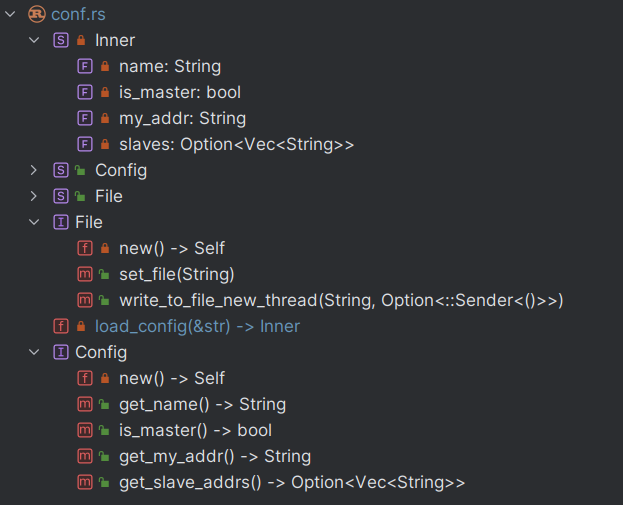 conf.rs
S Inner
F name: String
F is_master: bool
F my_addr: String
F slaves: Option<Vec<String>>
S Config
S File
I File
f new() -> Self
m set_file(String)
m write_to_file_new_thread(String, Option<::Sender<()>>)
f load_config(&str) -> Inner
I Config
f new() -> Self
m get_name() -> String
m is_master() -> bool
m get_my_addr() -> String
m get_slave_addrs() -> Option<Vec<String>>